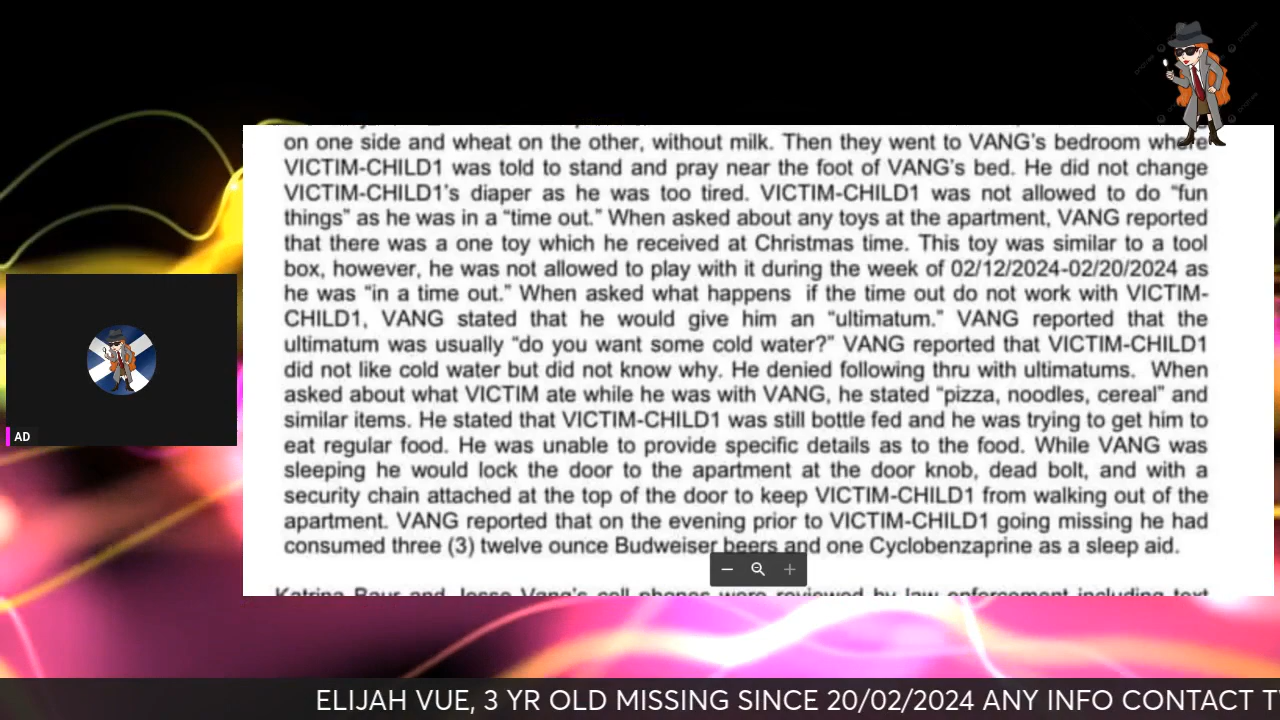 on one side and wheat on the other, without milk. Then they went to VANG's bedroom where
VICTIM-CHILD1 was told to stand and pray near the foot of VANG's bed. He did not change
VICTIM-CHILD1's diaper as he was too tired. VICTIM-CHILD1 was not allowed to do “fun
things” as he was in a “time out.” When asked about any toys at the apartment, VANG reported
that there was a one toy which he received at Christmas time. This toy was similar to a tool
box, however, he was not allowed to play with it during the week of 02/12/2024-02/20/2024 as
he was “in a time out.” When asked what happens if the time out do not work with VICTIM-
CHILD1, VANG stated that he would give him an “ultimatum.” VANG reported that the
ultimatum was usually “do you want some cold water?” VANG reported that VICTIM-CHILD1
did not like cold water but did not know why. He denied following thru with ultimatums. When
asked about what VICTIM ate while he was with VANG, he stated “pizza, noodles, cereal” and
similar items. He stated that VICTIM-CHILD1 was still bottle fed and he was trying to get him to
eat regular food. He was unable to provide specific details as to the food. While VANG was
sleeping he would lock the door to the apartment at the door knob, dead bolt, and with a
security chain attached at the top of the door to keep VICTIM-CHILD1 from walking out of the
apartment. VANG reported that on the evening prior to VICTIM-CHILD1 going missing he had
consumed three (3) twelve ounce Budweiser beers and one Cyclobenzaprine as a sleep aid.
Katrina Baur and Jesse Vang's cell phones were reviewed by law enforcement including text
AD
ELIJAH VUE, 3 YR OLD MISSING SINCE 20/02/2024 ANY INFO CONTACT T